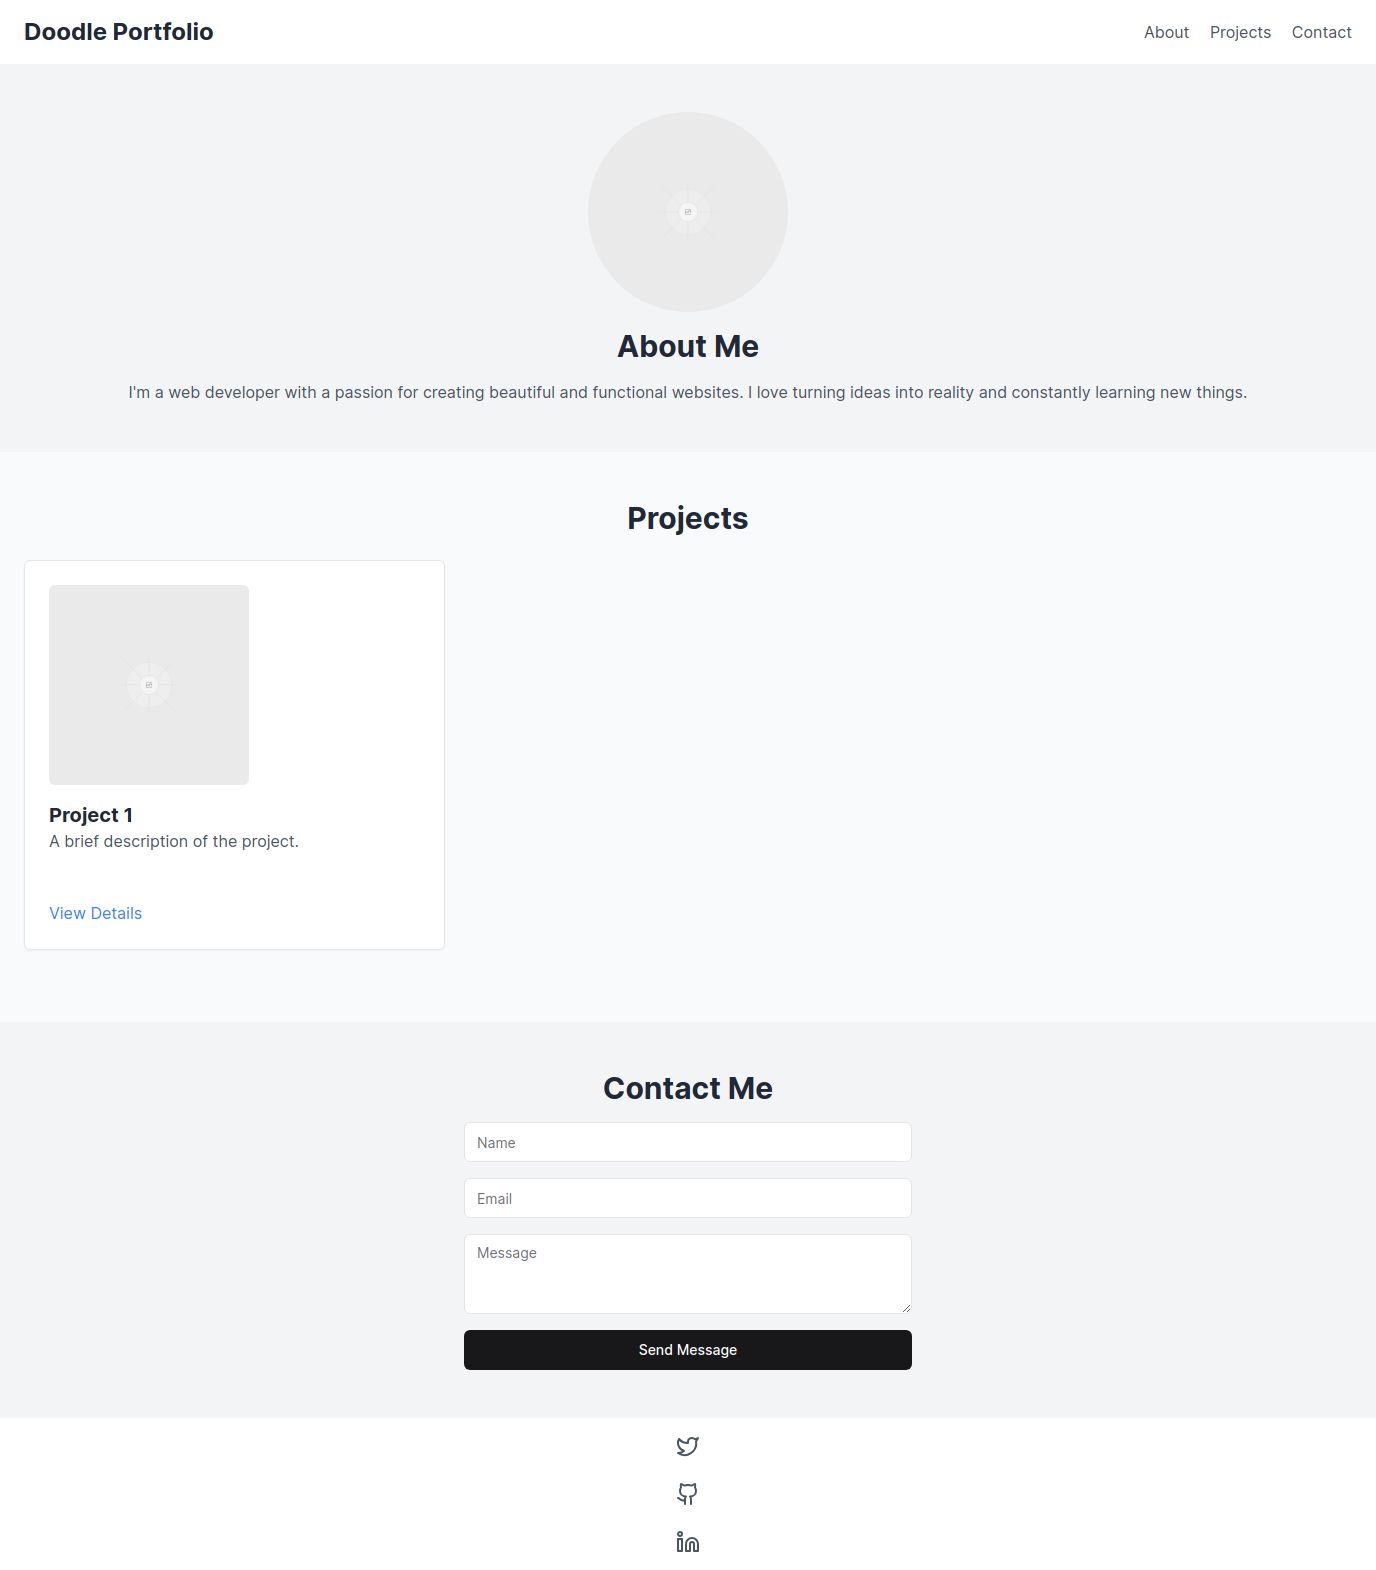 Doodle Portfolio
About Projects Contact
About Me
I'm a web developer with a passion for creating beautiful and functional websites. I love turning ideas into reality and constantly learning new things.
Projects
Project 1
A brief description of the project.
View Details
Contact Me
Name
Email
Message
Send Message